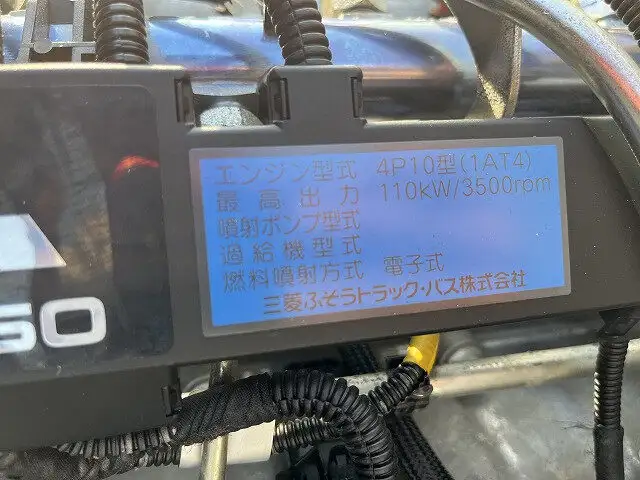 エンジン型式 4P10型(1AT4)
最高出力 110kW/3500rpm
噴射ポンプ型式
過給機型式
燃料噴射方式 電子式
三菱ふそうトラック・バス株式会社